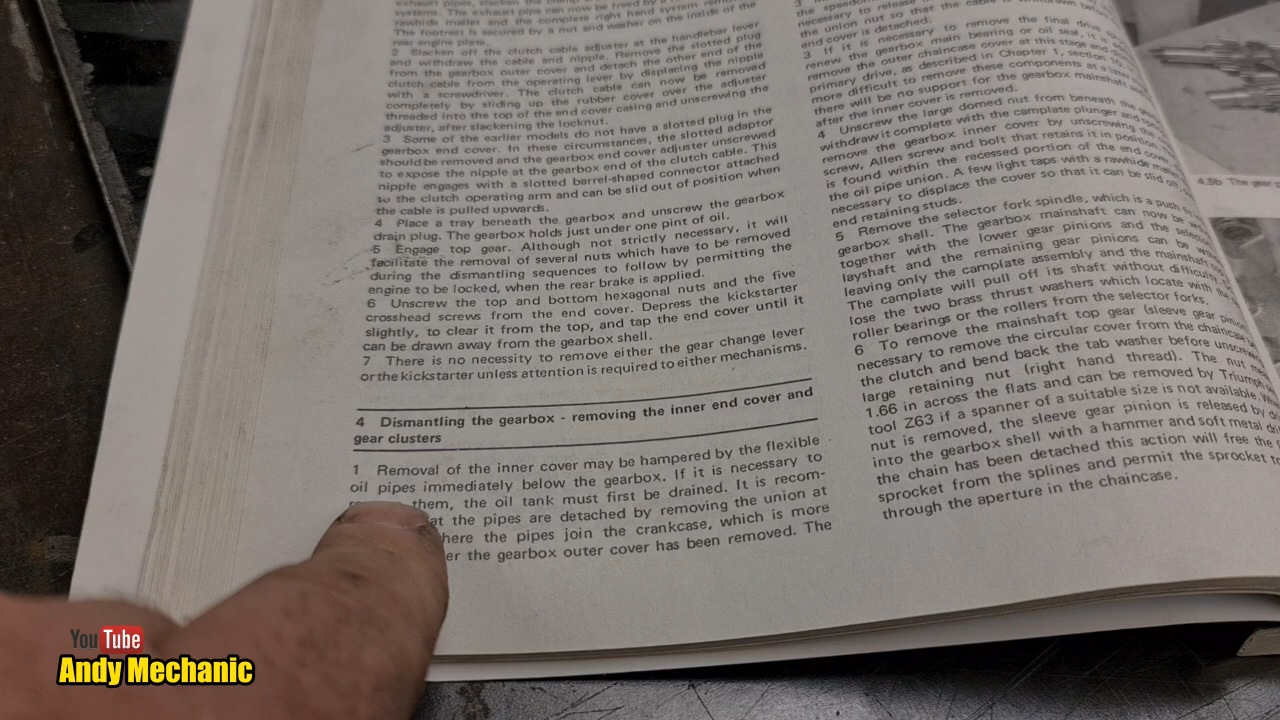 systems. The exhaust pipe can now be freed by a
rawhide mallet and the complete right hand system
The footrest is secured by a nut and washer on the inside of the
rear engine plate.
2 Slacken off the clutch cable adjuster at the handlebar lever
and withdraw the cable and nipple. Remove the slotted plug
from the gearbox outer cover and detach the other end of the
clutch cable from the operating lever by displacing the nipple
with a screwdriver. The clutch cable can now be removed
completely by sliding up the rubber cover over the adjuster
threaded into the top of the end cover casing and unscrewing the
adjuster, after slackening the locknut.
3 Some of the earlier models do not have a slotted plug in the
gearbox end cover. In these circumstances, the slotted adaptor
should be removed and the gearbox end cover adjuster unscrewed
to expose the nipple at the gearbox end of the clutch cable. This
nipple engages with a slotted barrel-shaped connector attached
to the clutch operating arm and can be slid out of position when
the cable is pulled upwards.
4 Place a tray beneath the gearbox and unscrew the gearbox
drain plug. The gearbox holds just under one pint of oil.
5 Engage top gear. Although not strictly necessary, it will
facilitate the removal of several nuts which have to be removed
during the dismantling sequences to follow by permitting the
engine to be locked, when the rear brake is applied.
6 Unscrew the top and bottom hexagonal nuts and the five
crosshead screws from the end cover. Depress the kickstarter
slightly, to clear it from the top, and tap the end cover until it
can be drawn away from the gearbox shell.
7 There is no necessity to remove either the gear change lever
or the kickstarter unless attention is required to either mechanisms.
4 Dismantling the gearbox - removing the inner end cover and
gear clusters
1 Removal of the inner cover may be hampered by the flexible
oil pipes immediately below the gearbox. If it is necessary to
them, the oil tank must first be drained. It is recom-
at the pipes are detached by removing the union at
here the pipes join the crankcase, which is more
er the gearbox outer cover has been removed. The
the union nut so that the cable is
end cover is detached.
3 If it is necessary to remove the final drive
renew the gearbox main bearing or oil seal, it
remove the outer chaincase cover at this stage and
primary drive, as described in Chapter 1, section 10.
more difficult to remove these components at a later
there will be no support for the gearbox mainshaft
after the inner cover is removed.
4 Unscrew the large domed nut from beneath the
withdraw it complete with the camplate plunger and
remove the gearbox inner cover by unscrewing the
screw, Allen screw and bolt that retains it in position.
is found within the recessed portion of the end cover
the oil pipe union. A few light taps with a rawhide
necessary to displace the cover so that it can be slid off
end retaining studs.
5 Remove the selector fork spindle, which is a push
gearbox shell. The gearbox mainshaft can now be
together with the lower gear pinions and the
layshaft and the remaining gear pinions can be
leaving only the camplate assembly and the mainshaft
The camplate will pull off its shaft without difficulty.
lose the two brass thrust washers which locate with the
roller bearings or the rollers from the selector forks.
6 To remove the mainshaft top gear (sleeve gear
necessary to remove the circular cover from the chaincase
the clutch and bend back the tab washer before
large retaining nut (right hand thread). The nut
1.66 in across the flats and can be removed by Triumph
tool Z63 if a spanner of a suitable size is not available.
nut is removed, the sleeve gear pinion is released by
into the gearbox shell with a hammer and soft metal
the chain has been detached this action will free the
sprocket from the splines and permit the sprocket to
through the aperture in the chaincase.
4.5b The gear
YouTube
Andy Mechanic